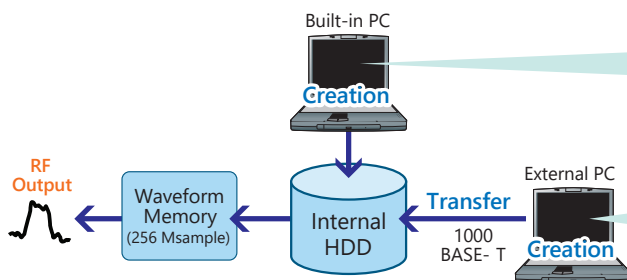 Built-in PC
Creation
RF
Output
Waveform
Memory
(256 Msample)
Internal
HDD
Transfer
1000
BASE- T
External PC
Creation